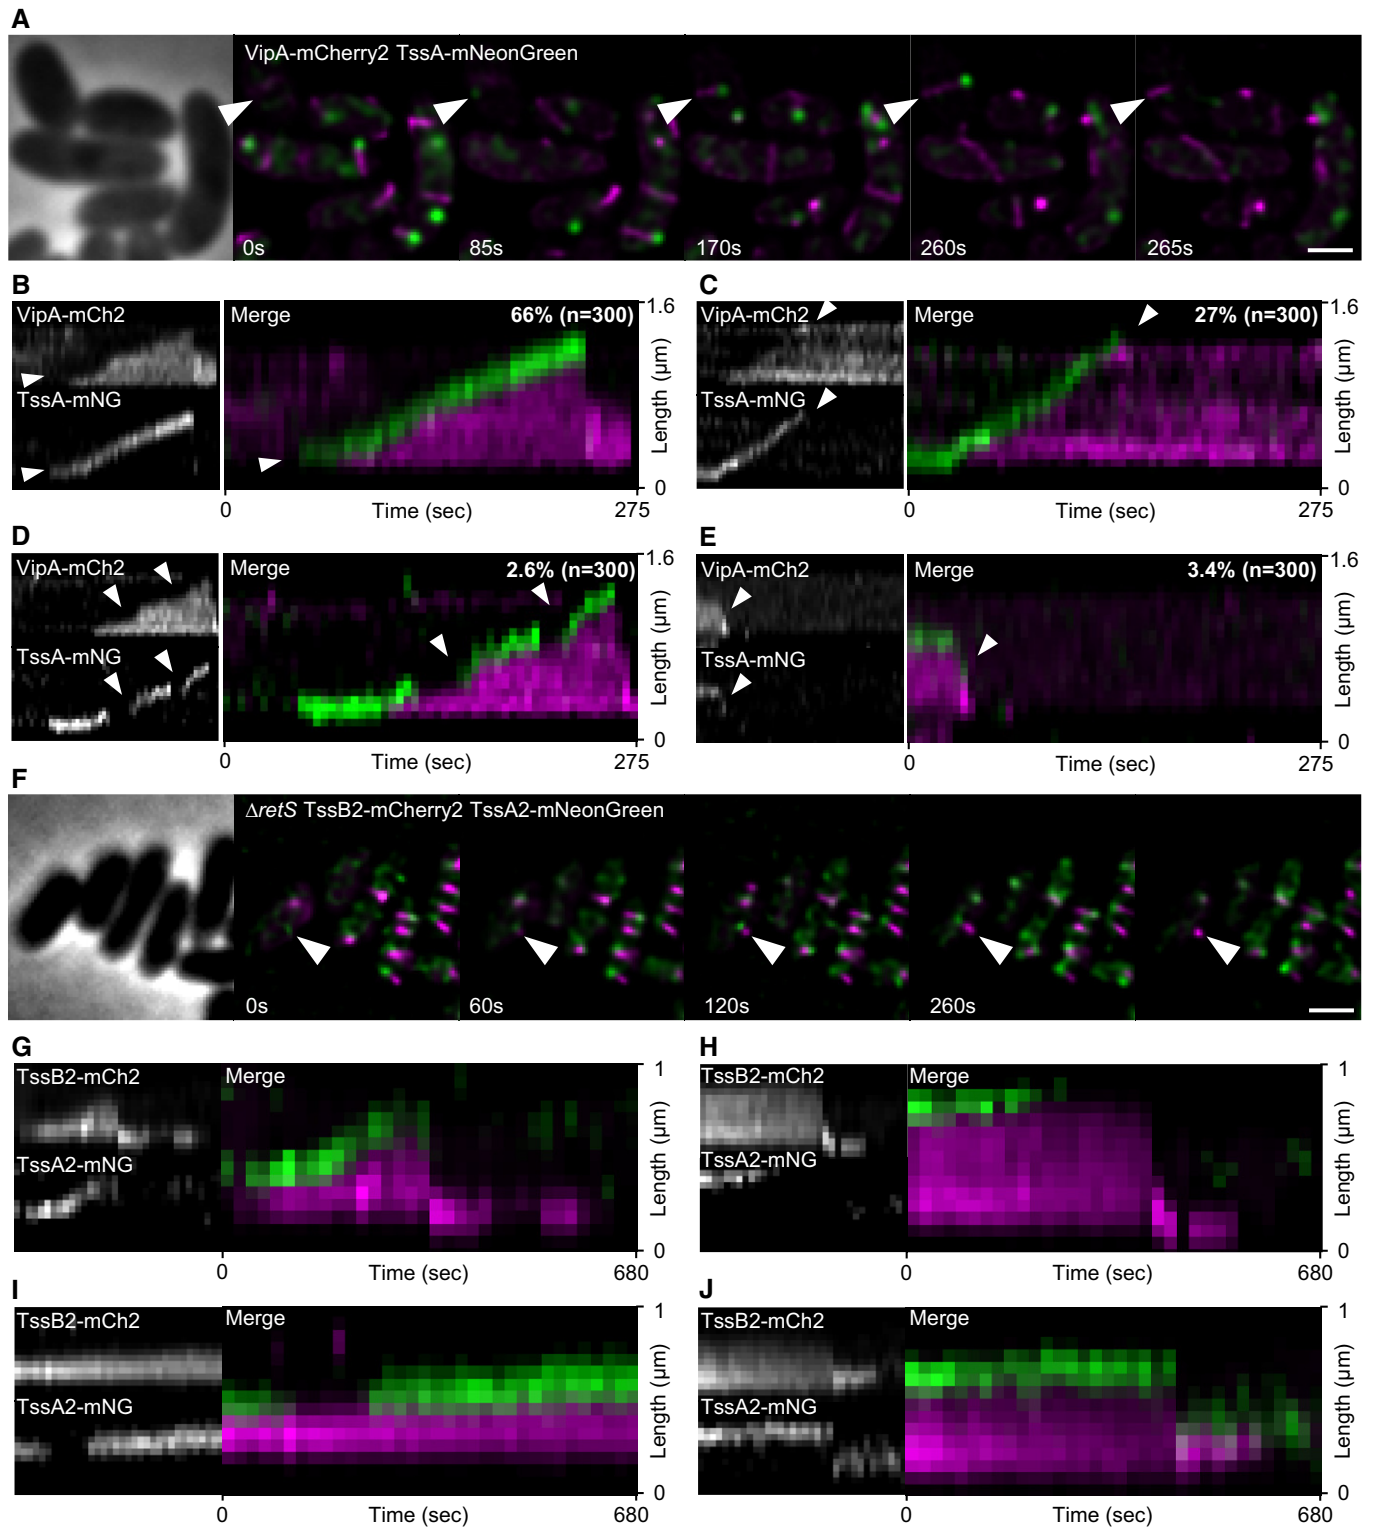 A
VipA-mCherry2 TssA-mNeonGreen
0s 85s 170s 260s 265s
B
VipA-mCh2
TssA-mNG
Merge 66% (n=300)
1.6
Length (µm)
0
0 Time (sec) 275
C
VipA-mCh2
TssA-mNG
Merge 27% (n=300)
1.6
Length (µm)
0
0 Time (sec) 275
D
VipA-mCh2
TssA-mNG
Merge 2.6% (n=300)
1.6
Length (µm)
0
0 Time (sec) 275
E
VipA-mCh2
TssA-mNG
Merge 3.4% (n=300)
1.6
Length (µm)
0
0 Time (sec) 275
F
ΔretS TssB2-mCherry2 TssA2-mNeonGreen
0s 60s 120s 260s
G
TssB2-mCh2
TssA2-mNG
Merge
1
Length (µm)
0
0 Time (sec) 680
H
TssB2-mCh2
TssA2-mNG
Merge
1
Length (µm)
0
0 Time (sec) 680
I
TssB2-mCh2
TssA2-mNG
Merge
1
Length (µm)
0
0 Time (sec) 680
J
TssB2-mCh2
TssA2-mNG
Merge
1
Length (µm)
0
0 Time (sec) 680